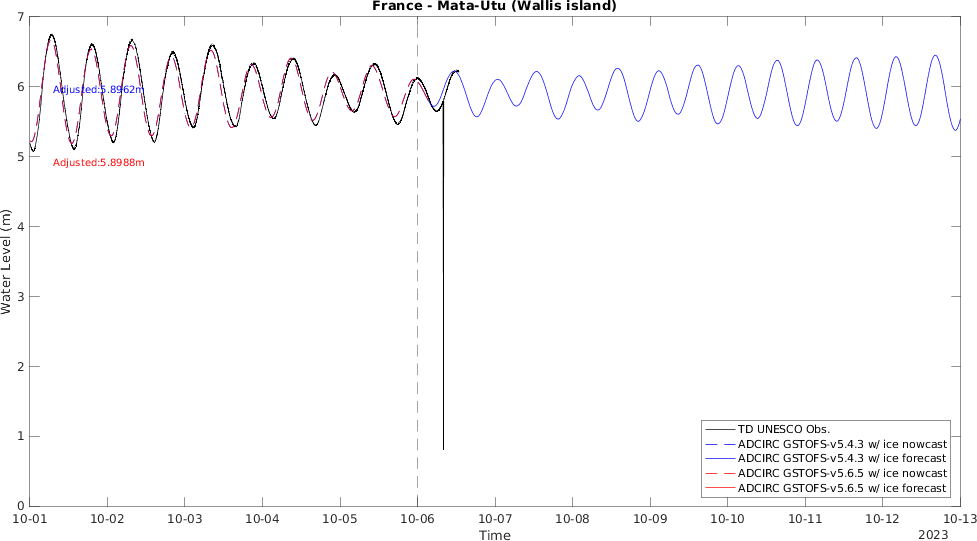 France - Mata-Utu (Wallis island)
7
6
5
4
3
2
1
0
Water Level (m)
Adjusted:5.8962m
Adjusted:5.8988m
TD UNESCO Obs.
ADCIRC GSTOFS-v5.4.3 w/ ice nowcast
ADCIRC GSTOFS-v5.4.3 w/ ice forecast
ADCIRC GSTOFS-v5.6.5 w/ ice nowcast
ADCIRC GSTOFS-v5.6.5 w/ ice forecast
10-01 10-02 10-03 10-04 10-05 10-06 10-07 10-08 10-09 10-10 10-11 10-12 10-13
Time
2023